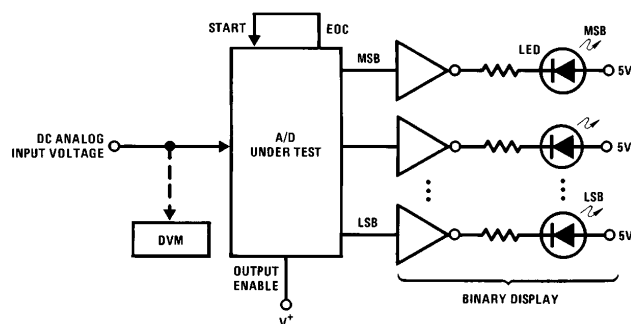 START
EOC
MSB
LED
MSB
5V
DC ANALOG
INPUT VOLTAGE
A/D
UNDER TEST
5V
DVM
LSB
LSB
5V
OUTPUT
ENABLE
V+
BINARY DISPLAY